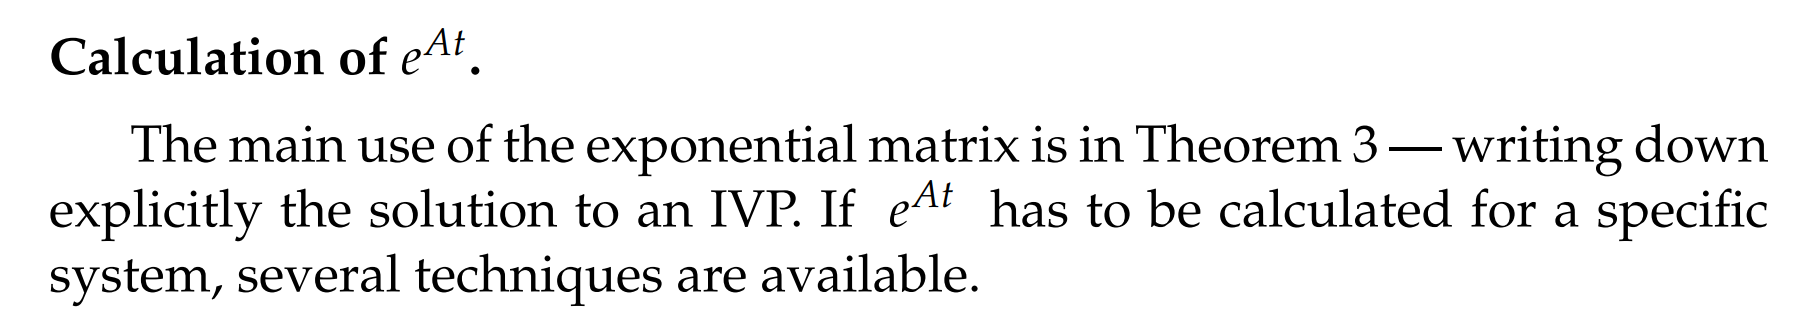 Calculation of $e^{At}$.
The main use of the exponential matrix is in Theorem 3 — writing down
explicitly the solution to an IVP. If $e^{At}$ has to be calculated for a specific
system, several techniques are available.